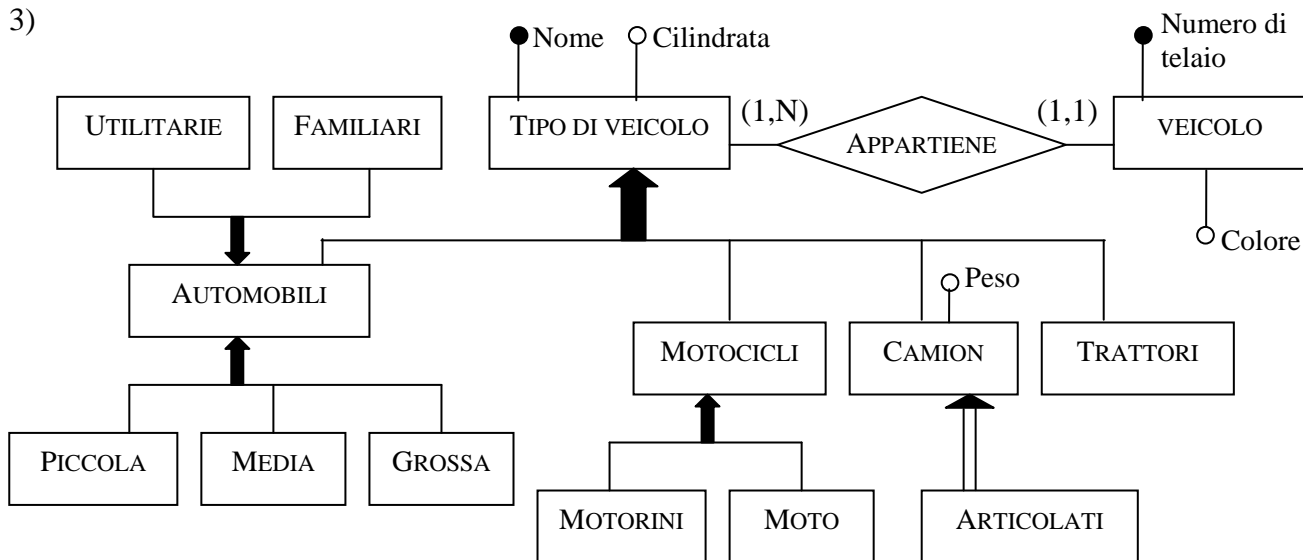 3)
Nome
Cilindrata
Numero di
telaio
UTILITARIE
FAMILIARI
TIPO DI VEICOLO
(1,N)
APPARTIENE
(1,1)
VEICOLO
Colore
AUTOMOBILI
Peso
MOTOCICLI
CAMION
TRATTORI
PICCOLA
MEDIA
GROSSA
MOTORINI
MOTO
ARTICOLATI